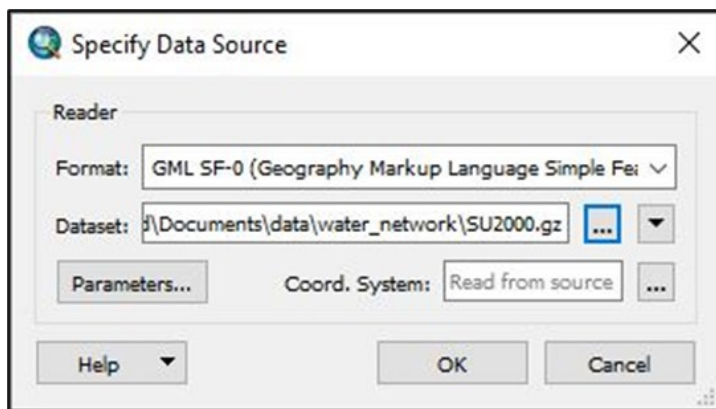 Specify Data Source
Reader
Format: GML SF-0 (Geography Markup Language Simple Fea
Dataset: d\Documents\data\water_network\SU2000.gz ...
Parameters... Coord. System: Read from source ...
Help OK Cancel